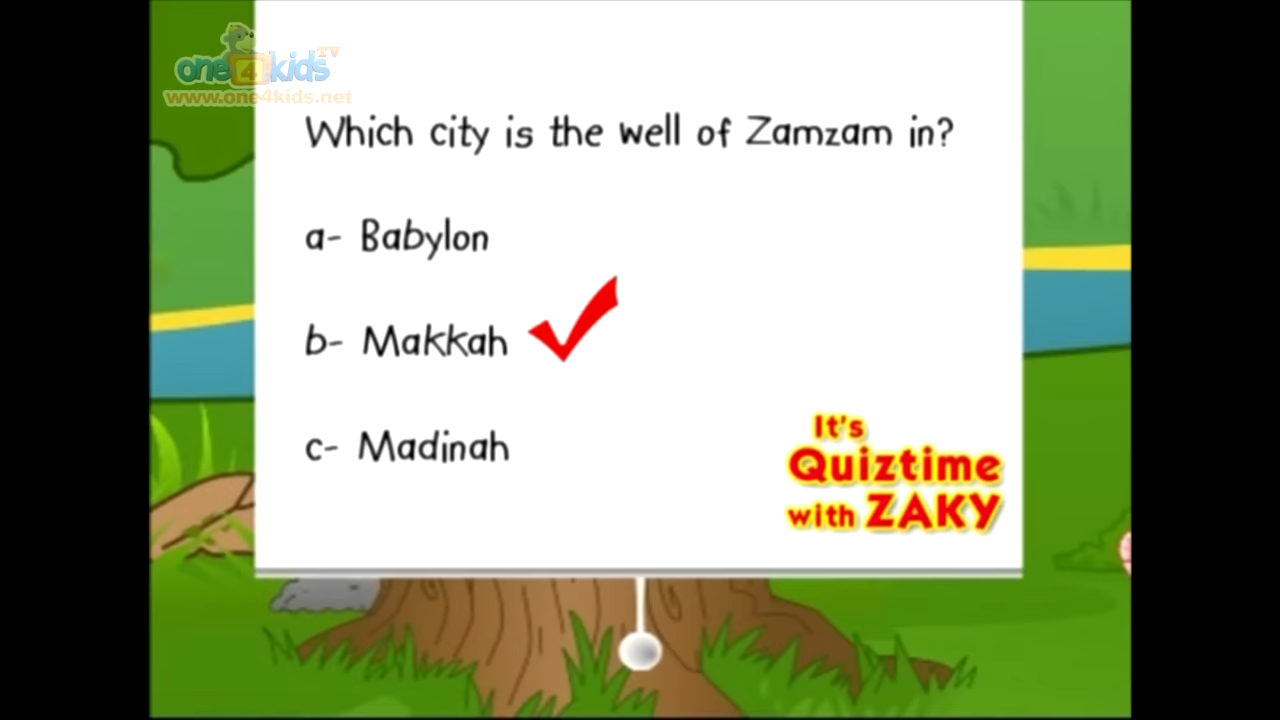 one4kids TV
www.one4kids.net
Which city is the well of Zamzam in?
a- Babylon
b- Makkah
c- Madinah
It's
Quiztime
with ZAKY